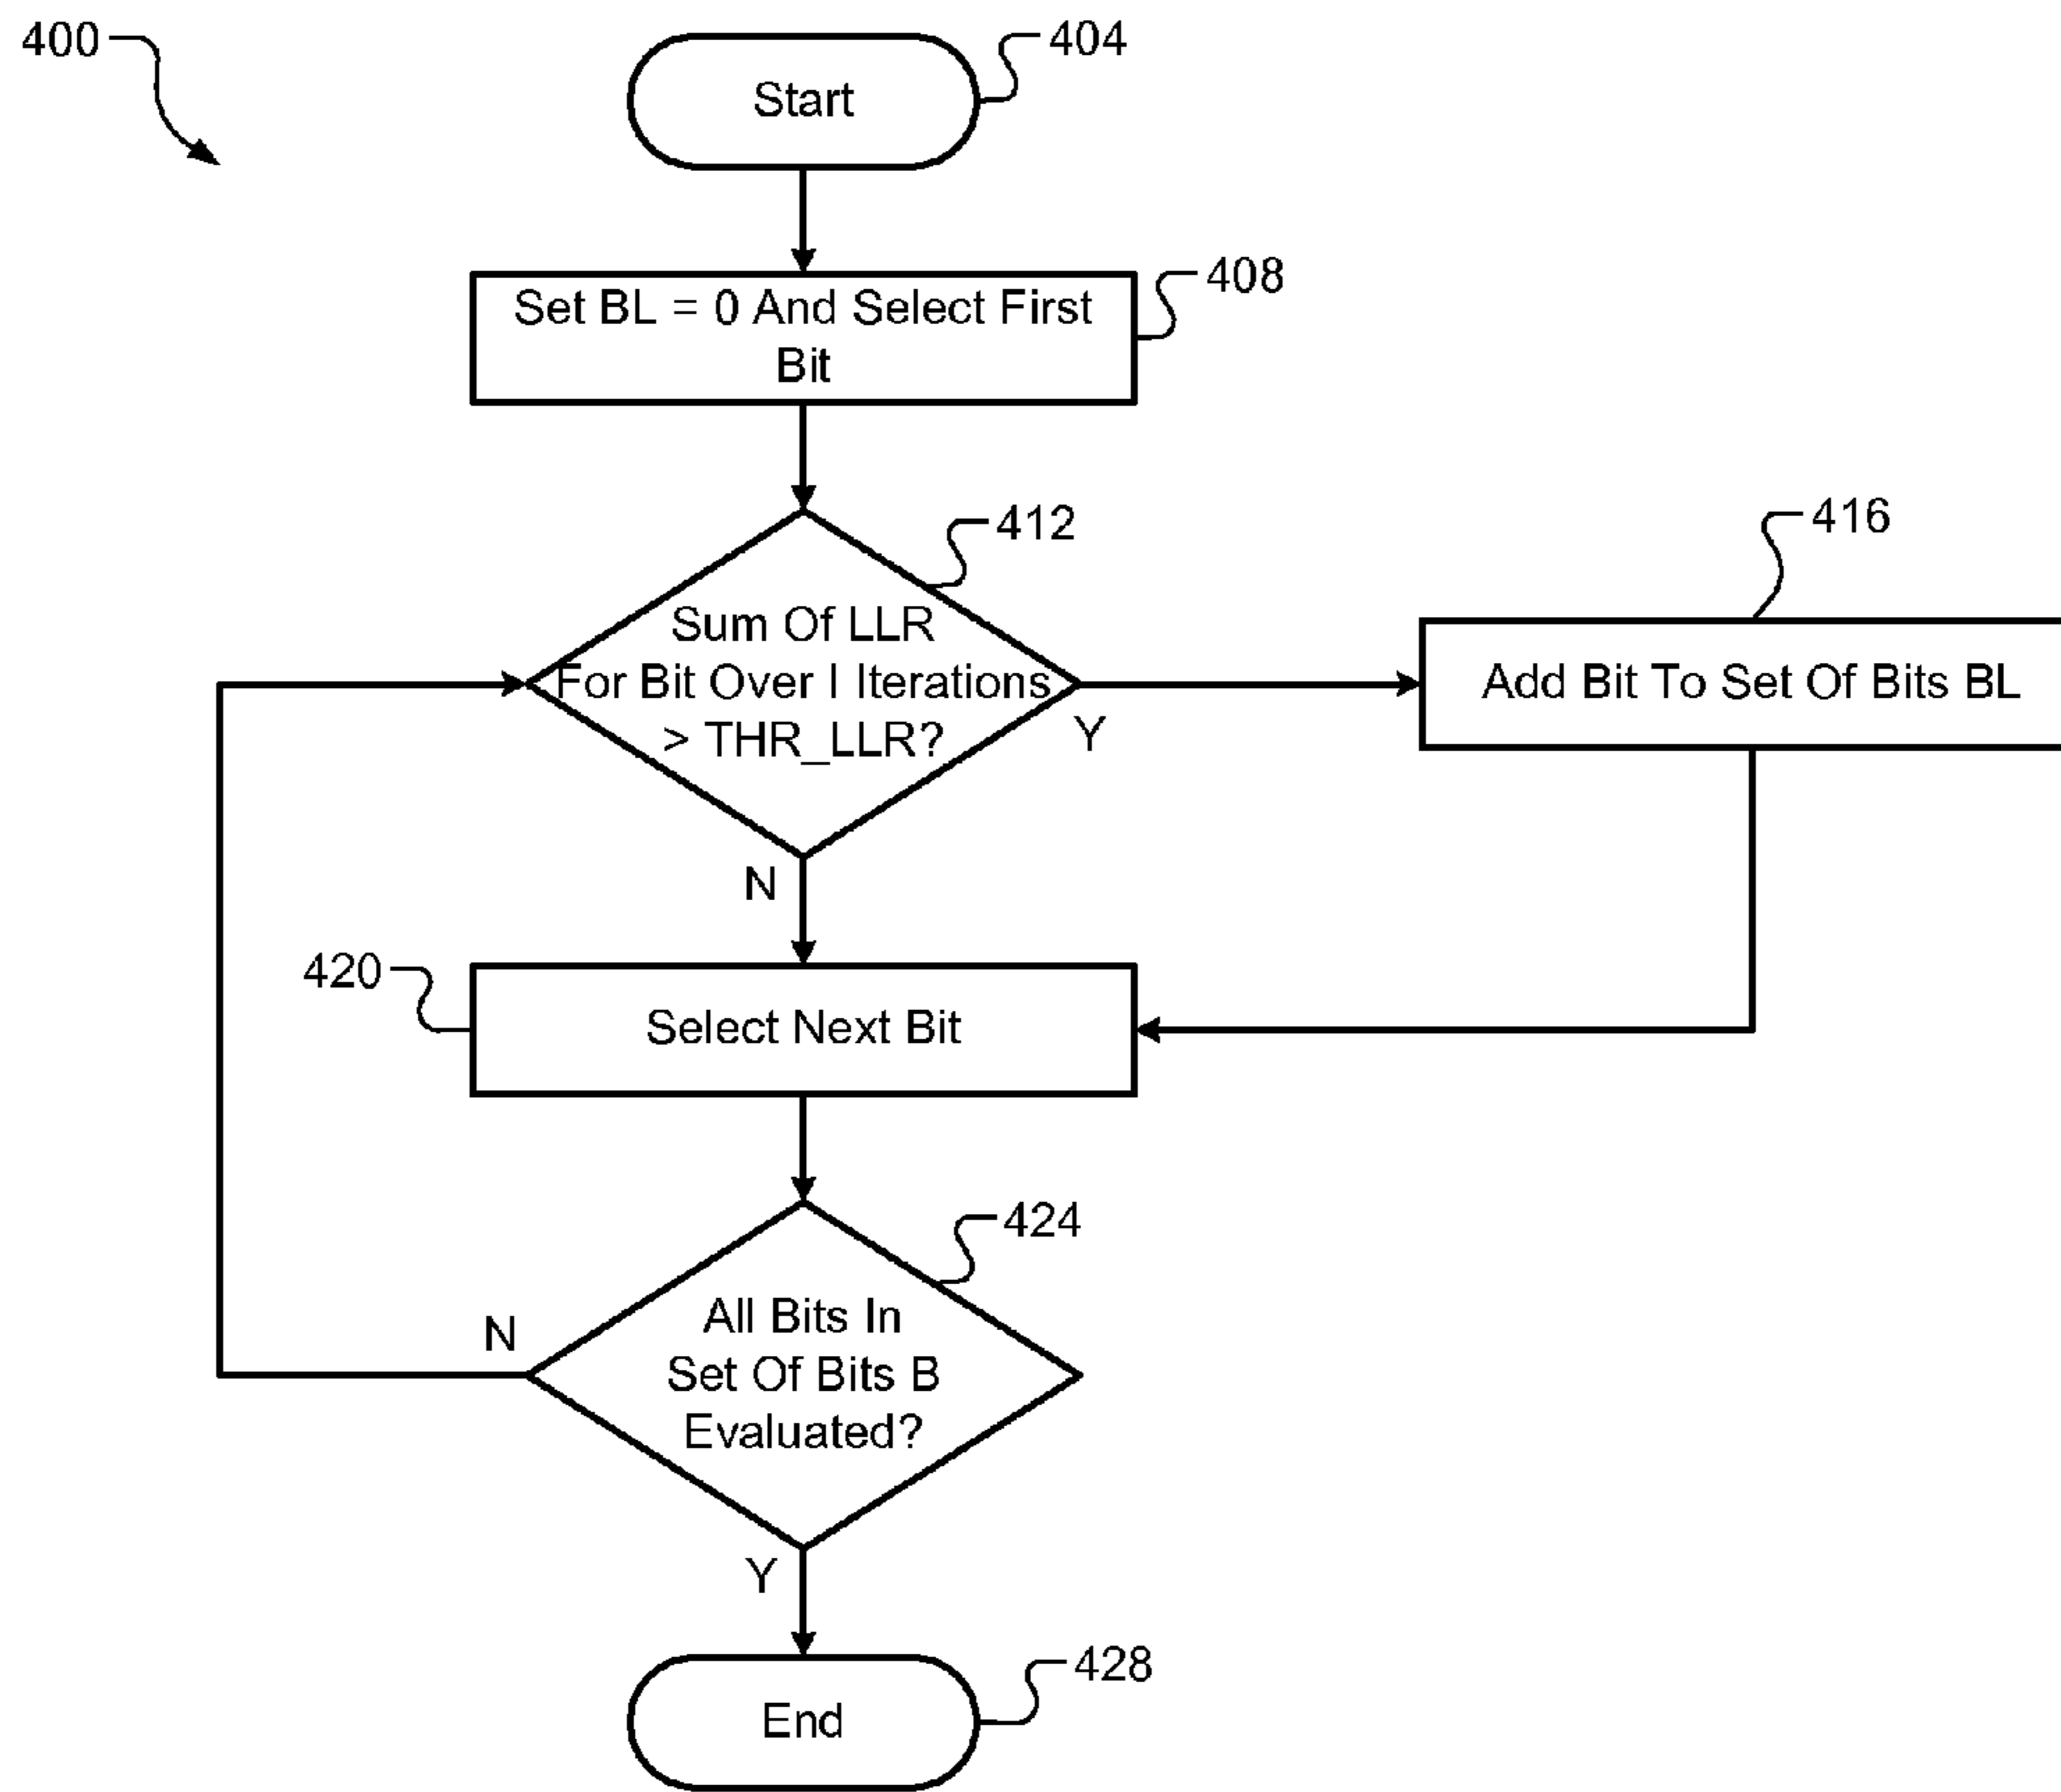 400
404
Start
408
Set BL = 0 And Select First
Bit
412
416
Sum Of LLR
For Bit Over I Iterations
> THR_LLR?
Add Bit To Set Of Bits BL
Y
N
420
Select Next Bit
424
All Bits In
Set Of Bits B
Evaluated?
N
Y
428
End